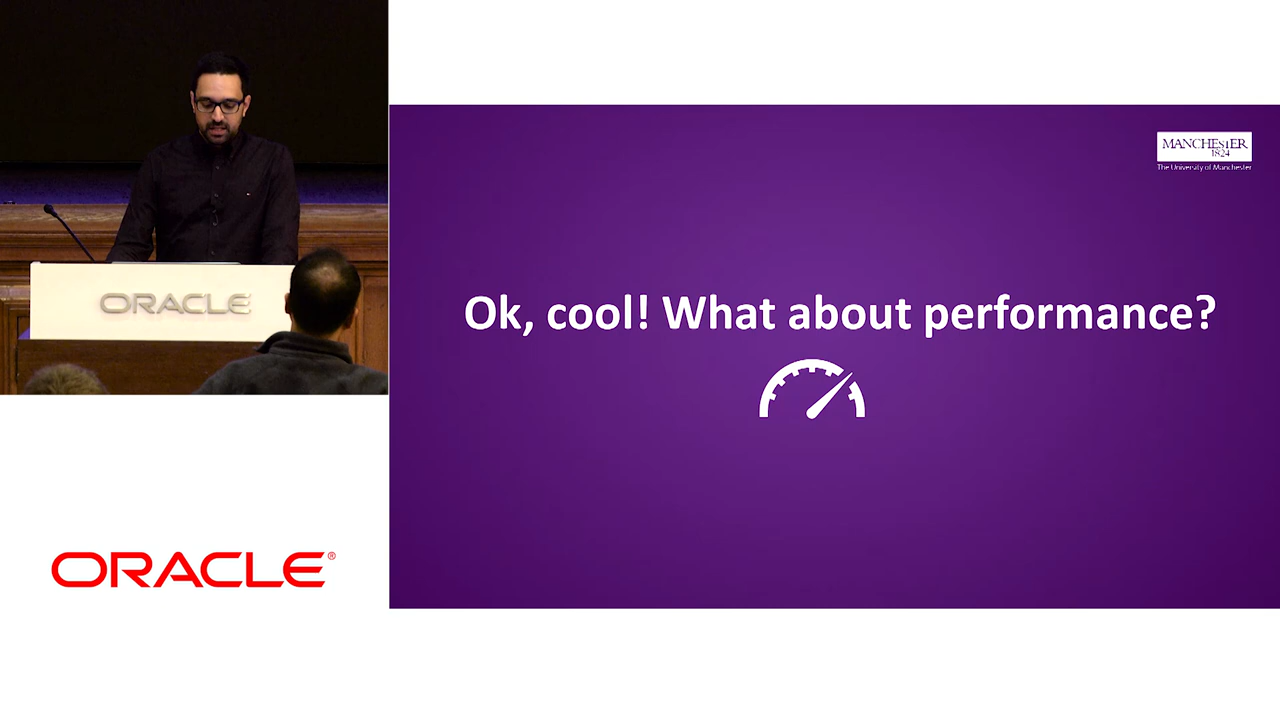 ORACLE
ORACLE®
MANCHESTER
1824
The University of Manchester
Ok, cool! What about performance?